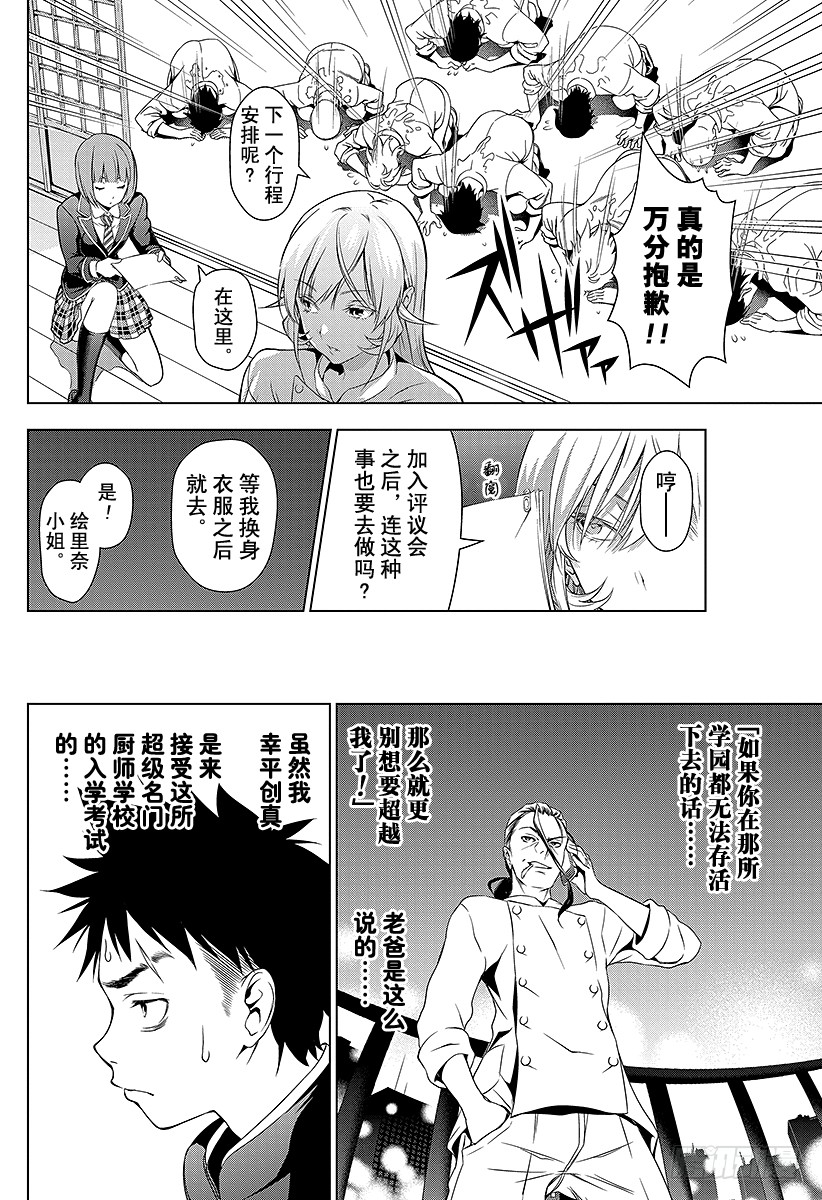 真的是
万分抱歉!!
下一个行程
安排呢?
在这里。
哼——
翻阅
加入评议会
之后，连这种
事也要去做吗?
等我换身
衣服之后
就去。
是!
绘里奈
小姐。
「如果你在那所
学园都无法存活
下去的话……
那么就更
别想要超越
我了!」
老爸是这么
说的……
虽然我
幸平创真
是来
接受这所
超级名门
厨师学校
的入学考试
的……